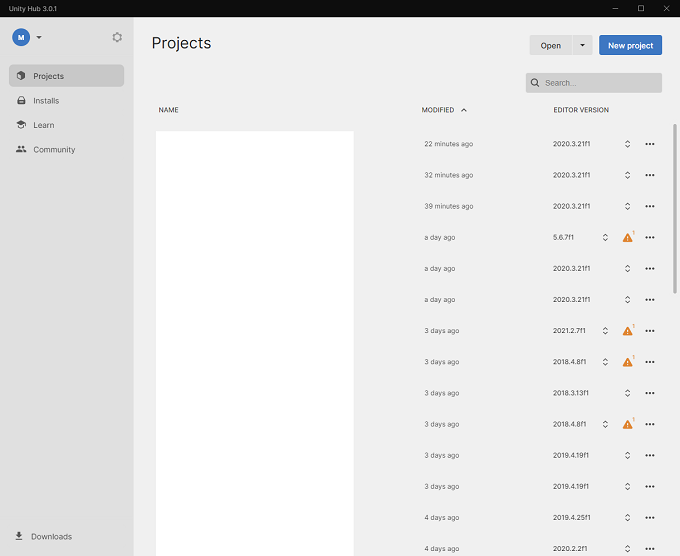 Unity Hub 3.0.1
M
Projects
Installs
Learn
Community
Downloads
Projects
Open
New project
Search...
NAME MODIFIED EDITOR VERSION
22 minutes ago 2020.3.21f1
32 minutes ago 2020.3.21f1
39 minutes ago 2020.3.21f1
a day ago 5.6.7f1 1
a day ago 2020.3.21f1
a day ago 2020.3.21f1
3 days ago 2021.2.7f1 1
3 days ago 2018.4.8f1 1
3 days ago 2018.3.13f1
3 days ago 2018.4.8f1 1
3 days ago 2019.4.19f1
3 days ago 2019.4.19f1
4 days ago 2019.4.25f1
4 days ago 2020.2.2f1